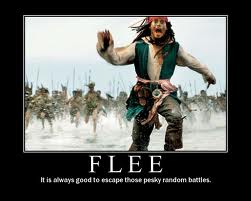 FLEE
It is always good to escape those pesky random battles.